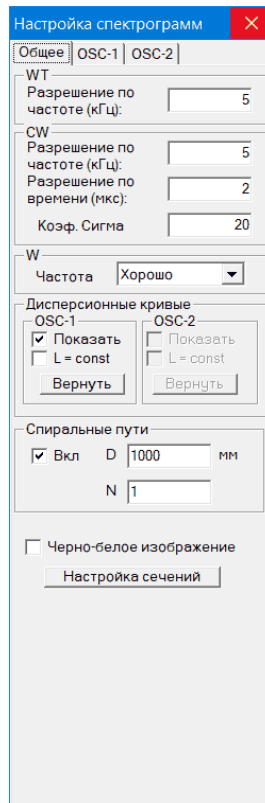 Настройка спектрограмм
Общее OSC-1 OSC-2
WT
Разрешение по
частоте (кГц):
5
CW
Разрешение по
частоте (кГц):
5
Разрешение по
времени (мкс):
2
Коэф. Сигма
20
W
Частота Хорошо
Дисперсионные кривые
OSC-1
Показать
L = const
Вернуть
OSC-2
Показать
L = const
Вернуть
Спиральные пути
Вкл D 1000 мм
N 1
Черно-белое изображение
Настройка сечений